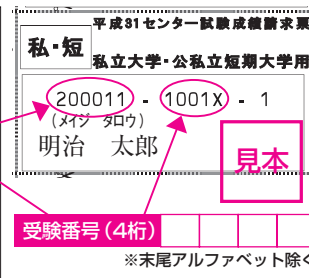 平成31センター試験成績請求票
私・短
私立大学・公私立短期大学用
200011 - 1001X - 1
(メイジ タロウ)
明治 太郎
見本
受験番号(4桁)
※末尾アルファベット除く